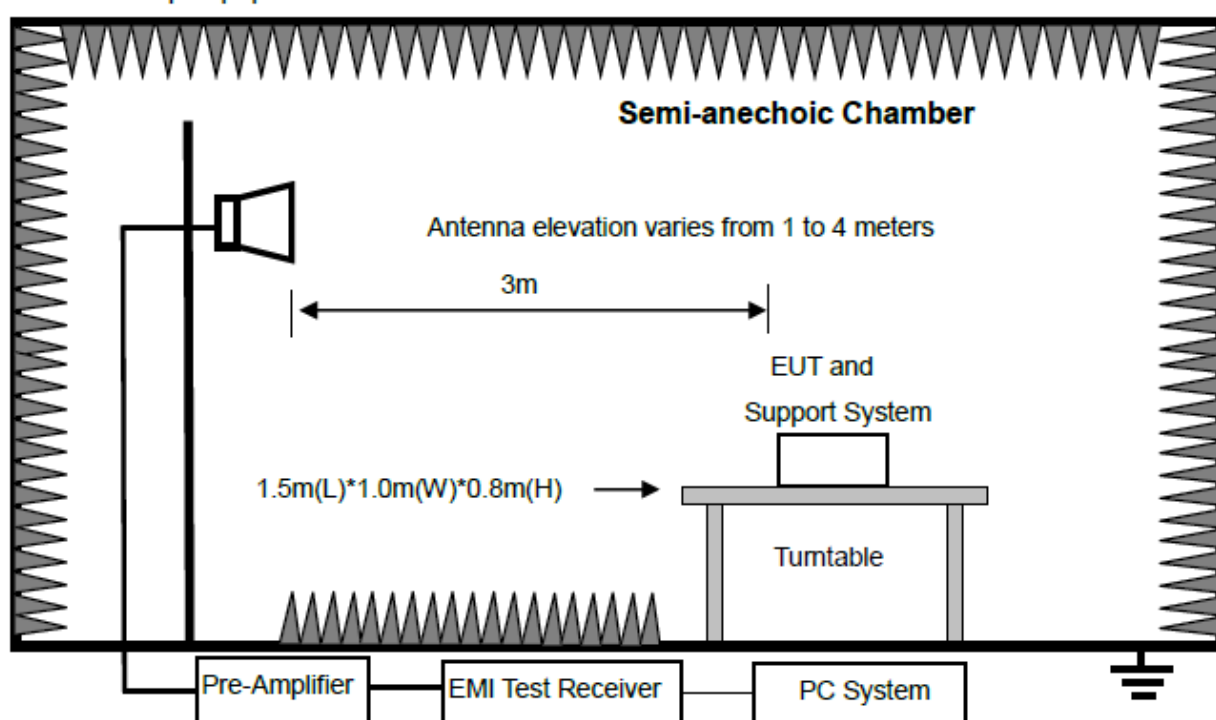 Semi-anechoic Chamber
Antenna elevation varies from 1 to 4 meters
3m
EUT and
Support System
1.5m(L)*1.0m(W)*0.8m(H)
Turntable
Pre-Amplifier
EMI Test Receiver
PC System